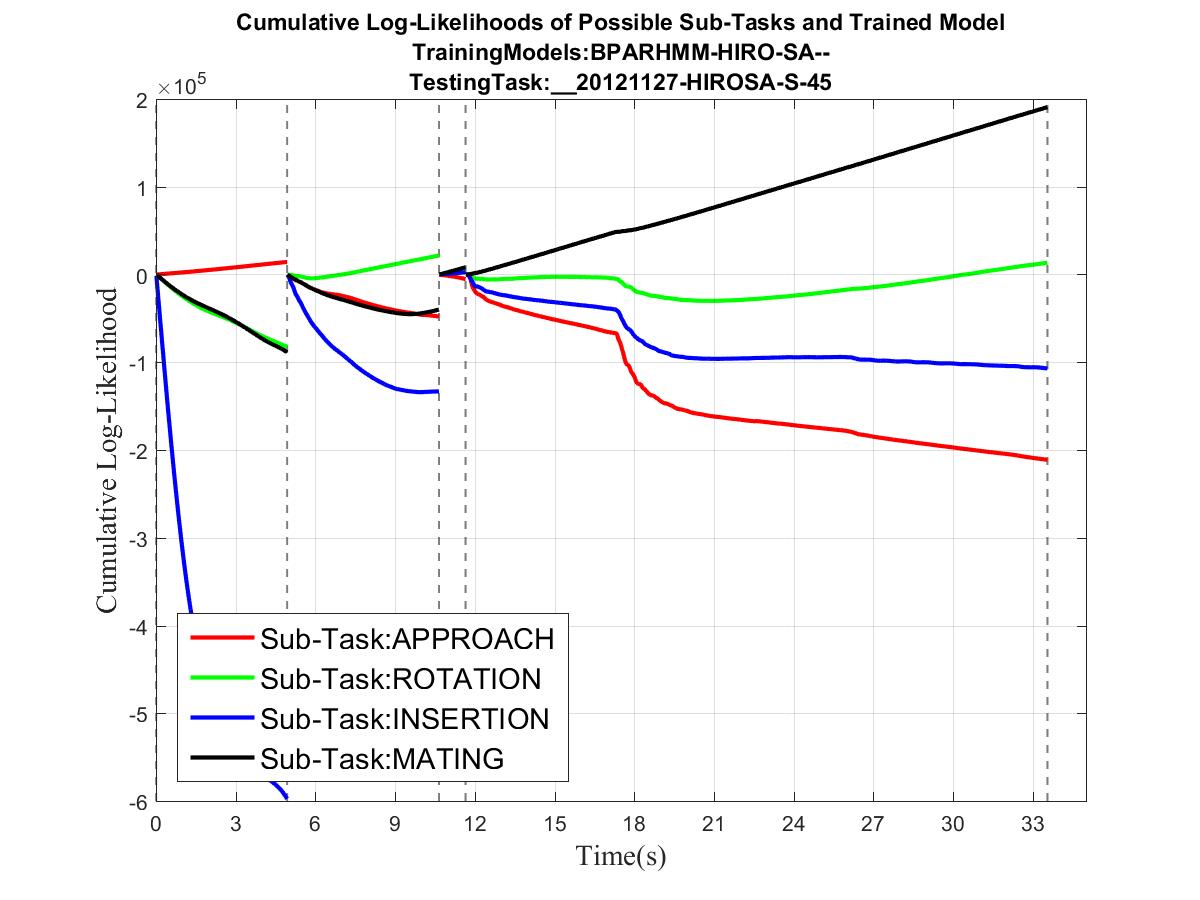 Cumulative Log-Likelihoods of Possible Sub-Tasks and Trained Model
TrainingModels:BPARHMM-HIRO-SA--
TestingTask:__20121127-HIROSA-S-45
×10^5
2
1
0
-1
-2
-3
-4
-5
-6
Cumulative Log-Likelihood
Sub-Task:APPROACH
Sub-Task:ROTATION
Sub-Task:INSERTION
Sub-Task:MATING
0 3 6 9 12 15 18 21 24 27 30 33
Time(s)